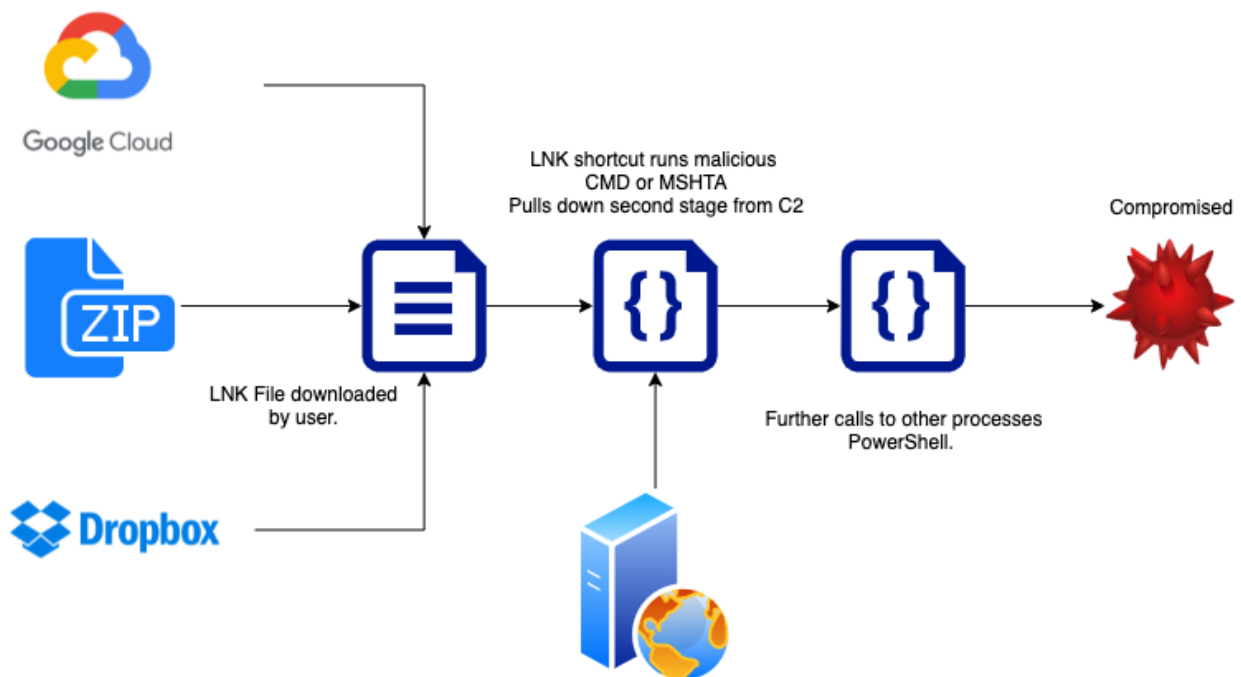 Google Cloud
LNK shortcut runs malicious
CMD or MSHTA
Pulls down second stage from C2
Compromised
ZIP
{}
{}
LNK File downloaded
by user.
Further calls to other processes
PowerShell.
Dropbox